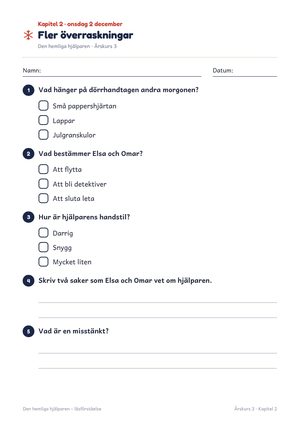 Kapitel 2 · onsdag 2 december
Fler överraskningar
Den hemliga hjälparen · Årskurs 3
Namn:
Datum:
1 Vad hänger på dörrhandtagen andra morgonen?
Små pappershjärtan
Lappar
Julgranskulor
2 Vad bestämmer Elsa och Omar?
Att flytta
Att bli detektiver
Att sluta leta
3 Hur är hjälparens handstil?
Darrig
Snygg
Mycket liten
4 Skriv två saker som Elsa och Omar vet om hjälparen.
5 Vad är en misstänkt?
Den hemliga hjälparen – läsförståelse
Årskurs 3 · Kapitel 2